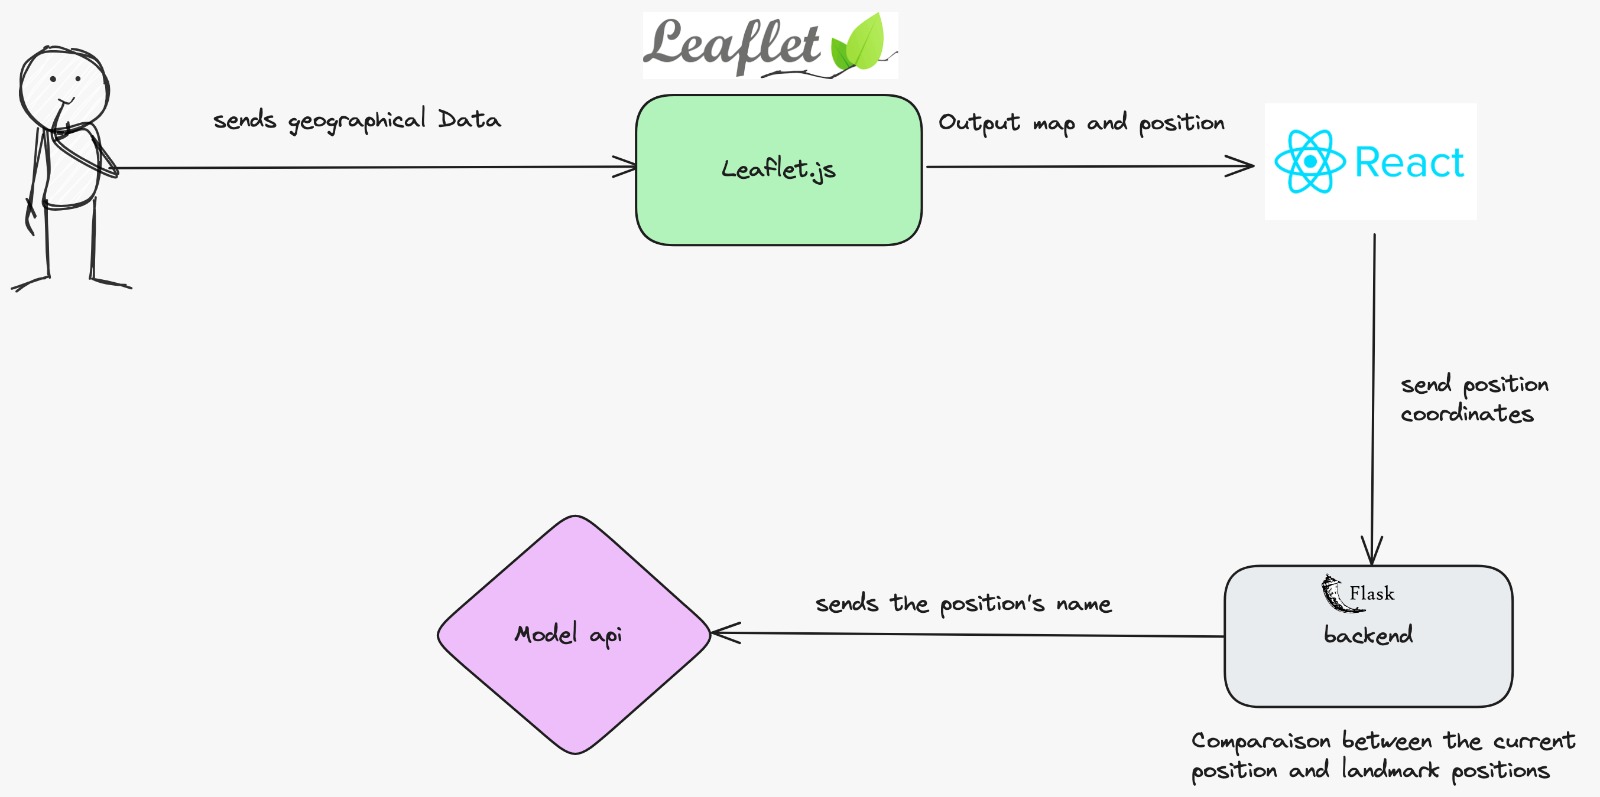 Leaflet
sends geographical Data
Output map and position
Leaflet.js
React
send position
coordinates
Flask
backend
sends the position's name
Model api
Comparaison between the current
position and landmark positions